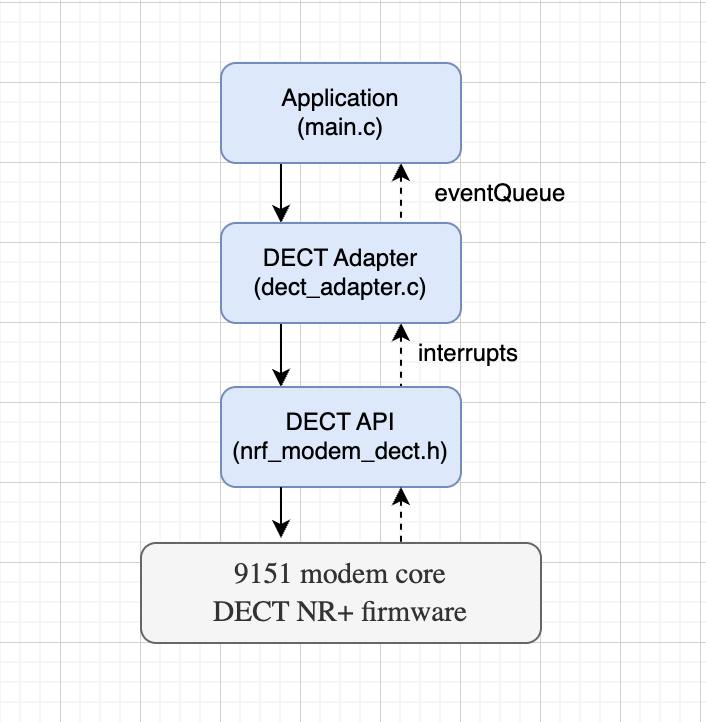 Application
(main.c)
eventQueue
DECT Adapter
(dect_adapter.c)
interrupts
DECT API
(nrf_modem_dect.h)
9151 modem core
DECT NR+ firmware